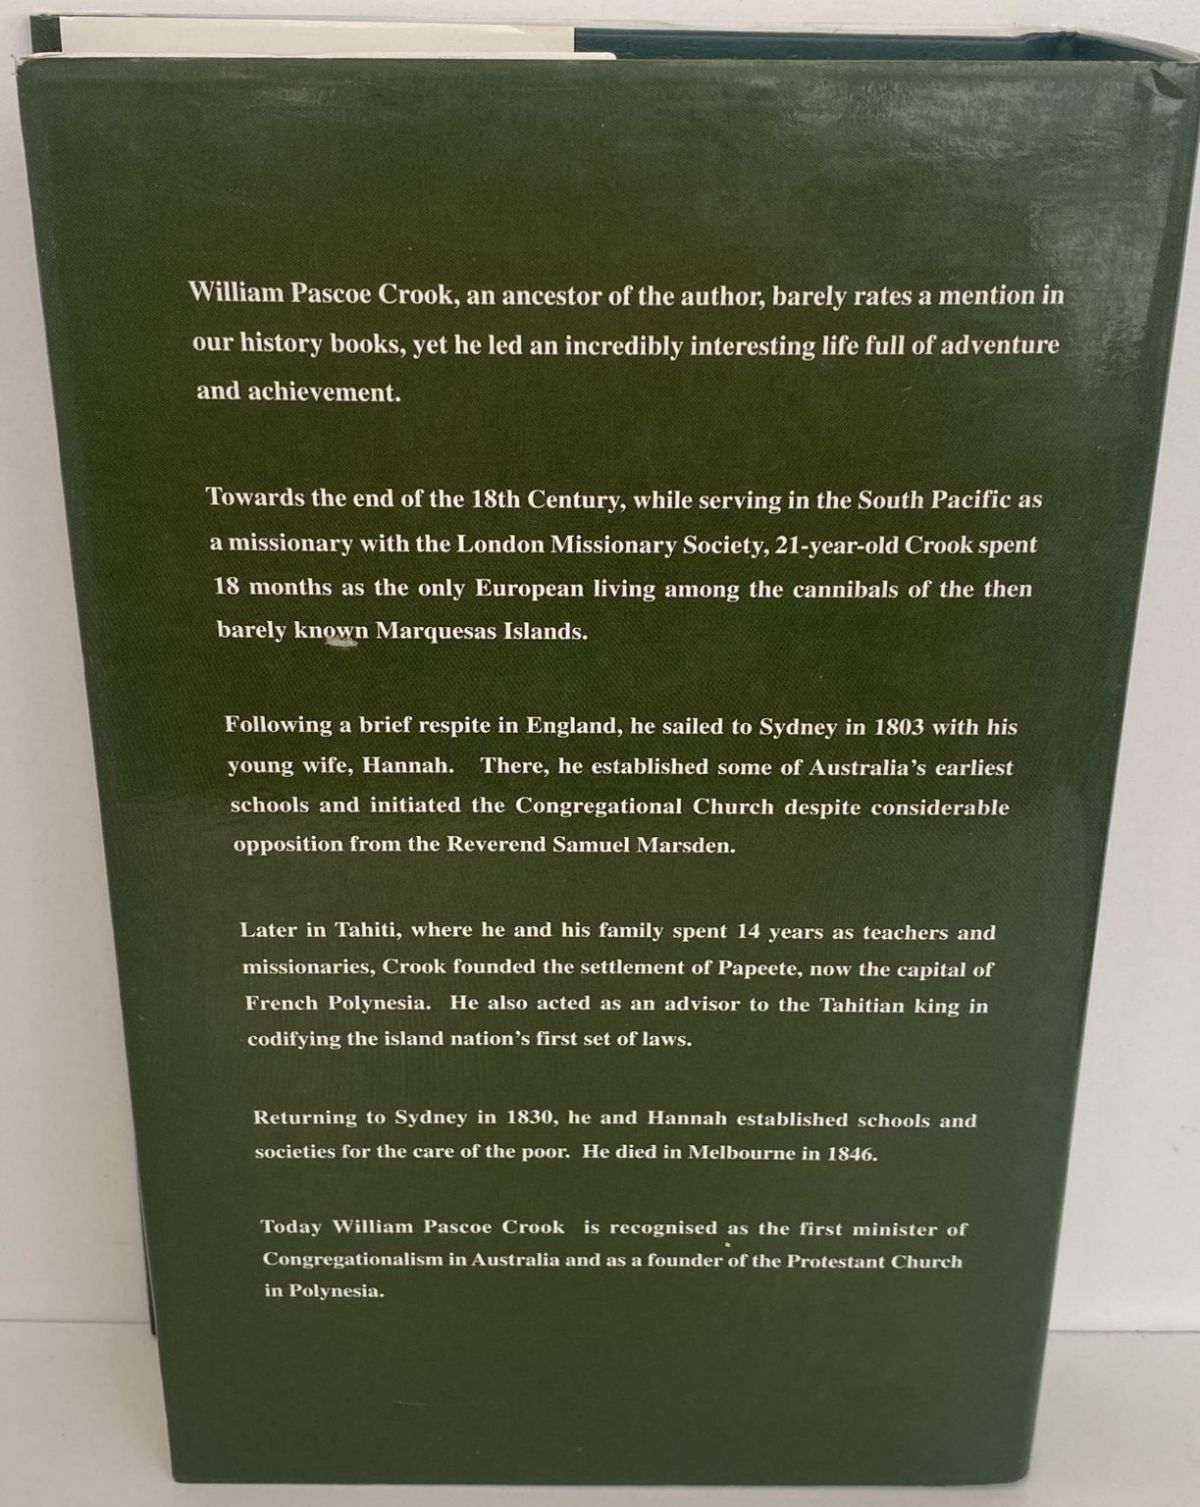 William Pascoe Crook, an ancestor of the author, barely rates a mention in
our history books, yet he led an incredibly interesting life full of adventure
and achievement.
Towards the end of the 18th Century, while serving in the South Pacific as
a missionary with the London Missionary Society, 21-year-old Crook spent
18 months as the only European living among the cannibals of the then
barely known Marquesas Islands.
Following a brief respite in England, he sailed to Sydney in 1803 with his
young wife, Hannah. There, he established some of Australia's earliest
schools and initiated the Congregational Church despite considerable
opposition from the Reverend Samuel Marsden.
Later in Tahiti, where he and his family spent 14 years as teachers and
missionaries, Crook founded the settlement of Papeete, now the capital of
French Polynesia. He also acted as an advisor to the Tahitian king in
codifying the island nation's first set of laws.
Returning to Sydney in 1830, he and Hannah established schools and
societies for the care of the poor. He died in Melbourne in 1846.
Today William Pascoe Crook is recognised as the first minister of
Congregationalism in Australia and as a founder of the Protestant Church
in Polynesia.